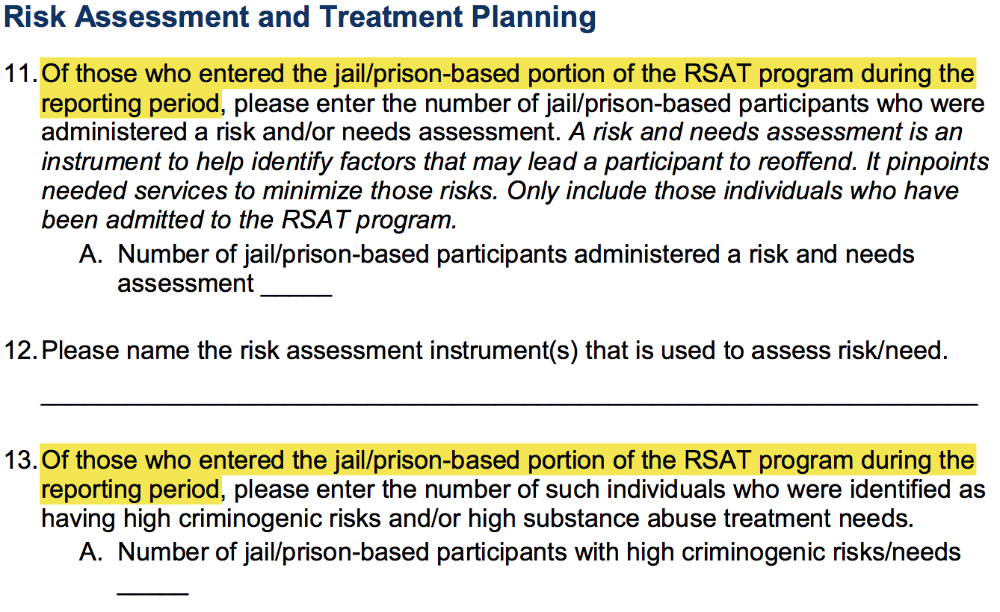 Risk Assessment and Treatment Planning
11. Of those who entered the jail/prison-based portion of the RSAT program during the
reporting period, please enter the number of jail/prison-based participants who were
administered a risk and/or needs assessment. A risk and needs assessment is an
instrument to help identify factors that may lead a participant to reoffend. It pinpoints
needed services to minimize those risks. Only include those individuals who have
been admitted to the RSAT program.
A. Number of jail/prison-based participants administered a risk and needs
assessment _____
12. Please name the risk assessment instrument(s) that is used to assess risk/need.
13. Of those who entered the jail/prison-based portion of the RSAT program during the
reporting period, please enter the number of such individuals who were identified as
having high criminogenic risks and/or high substance abuse treatment needs.
A. Number of jail/prison-based participants with high criminogenic risks/needs
_____